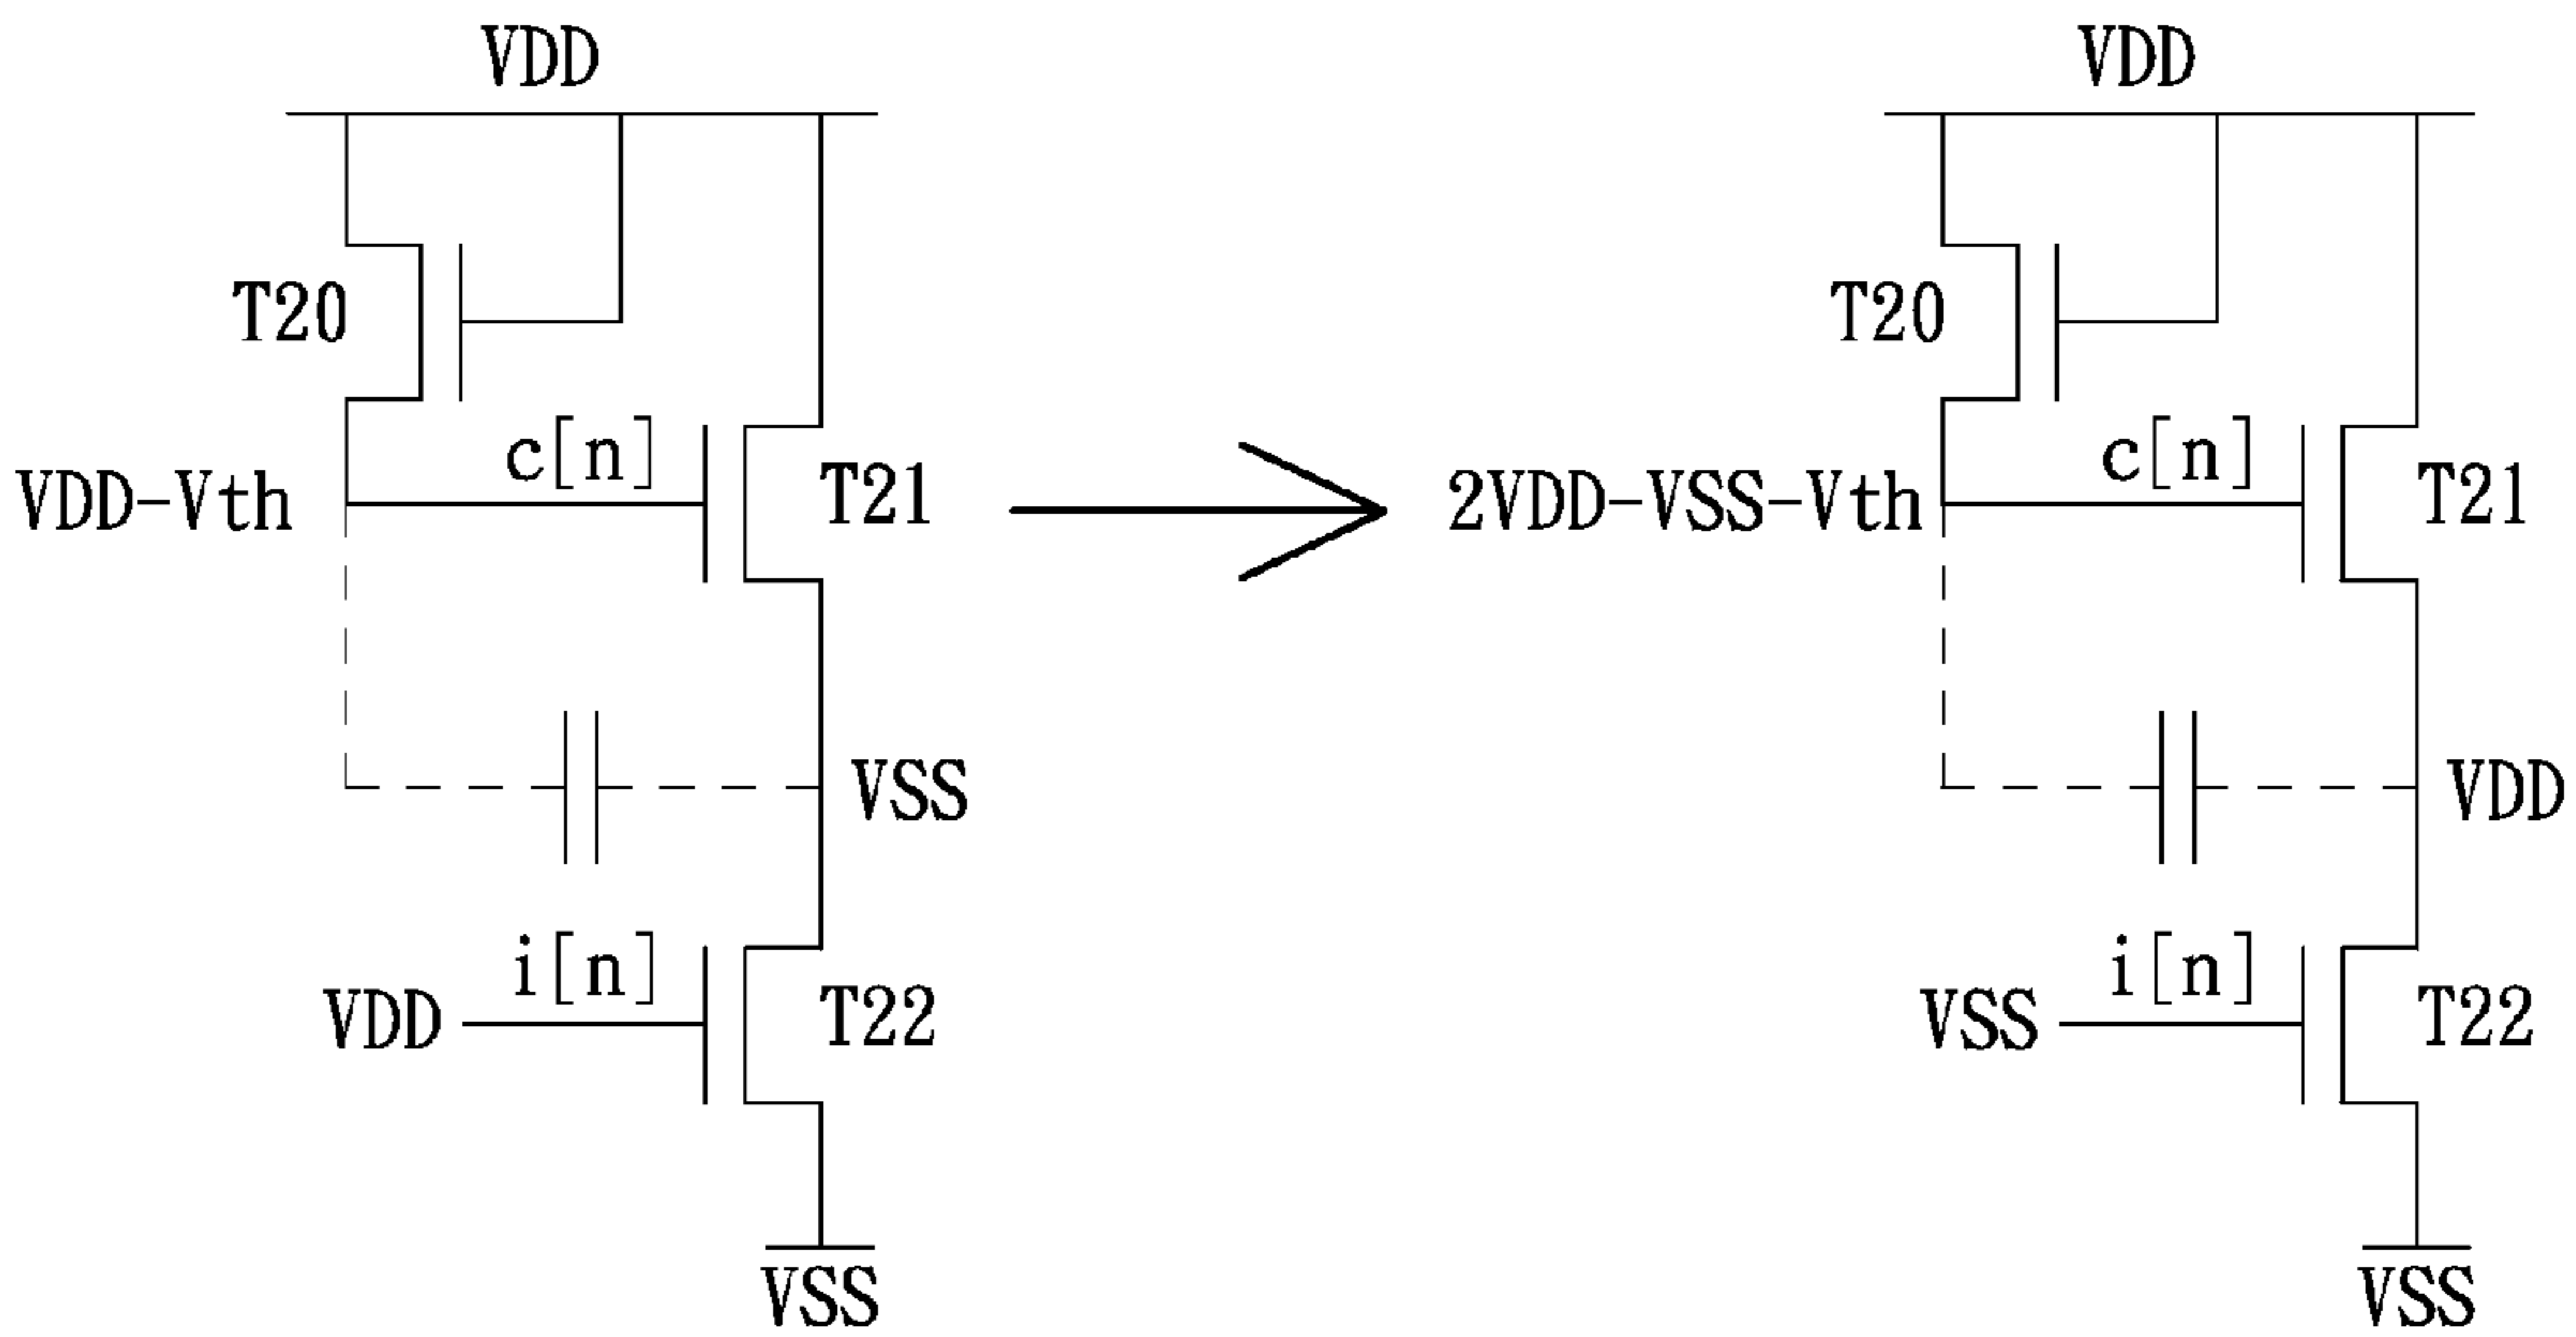 VDD
T20
c[n]
VDD-Vth
T21
VSS
i[n]
VDD
T22
VSS
VDD
T20
c[n]
2VDD-VSS-Vth
T21
VDD
i[n]
VSS
T22
VSS